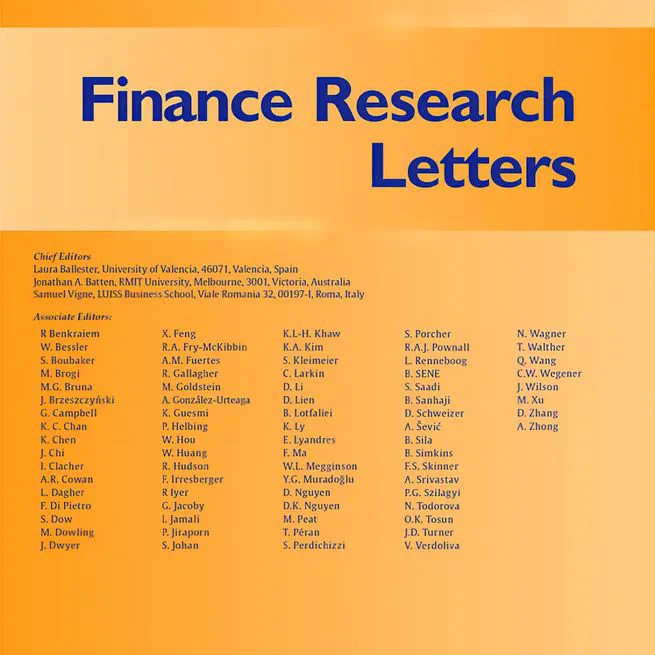 Finance Research
Letters
Chief Editors
Laura Ballester, University of Valencia, 46071, Valencia, Spain
Jonathan A. Batten, RMIT University, Melbourne, 3001, Victoria, Australia
Samuel Vigne, LUISS Business School, Viale Romania 32, 00197-I, Roma, Italy
Associate Editors:
R Benkraiem
W. Bessler
S. Boubaker
M. Brogi
M.G. Bruna
J. Brzeszczyński
G. Campbell
K. C. Chan
K. Chen
J. Chi
I. Clacher
A.R. Cowan
L. Dagher
F. Di Pietro
S. Dow
M. Dowling
J. Dwyer
X. Feng
R.A. Fry-McKibbin
A.M. Fuertes
R. Gallagher
M. Goldstein
A. González-Urteaga
K. Guesmi
P. Helbing
W. Hou
W. Huang
R. Hudson
F. Irresberger
R Iyer
G. Jacoby
I. Jamali
P. Jiraporn
S. Johan
K.L-H. Khaw
K.A. Kim
S. Kleimeier
C. Larkin
D. Li
D. Lien
B. Lotfaliei
K. Ly
E. Lyandres
F. Ma
W.L. Megginson
Y.G. Muradoğlu
D. Nguyen
D.K. Nguyen
M. Peat
T. Péran
S. Perdichizzi
S. Porcher
R.A.J. Pownall
L. Renneboog
B. SENE
S. Saadi
B. Sanhaji
D. Schweizer
A. Šević
B. Sila
B. Simkins
F.S. Skinner
A. Srivastav
P.G. Szilagyi
N. Todorova
O.K. Tosun
J.D. Turner
V. Verdoliva
N. Wagner
T. Walther
Q. Wang
C.W. Wegener
J. Wilson
M. Xu
D. Zhang
A. Zhong